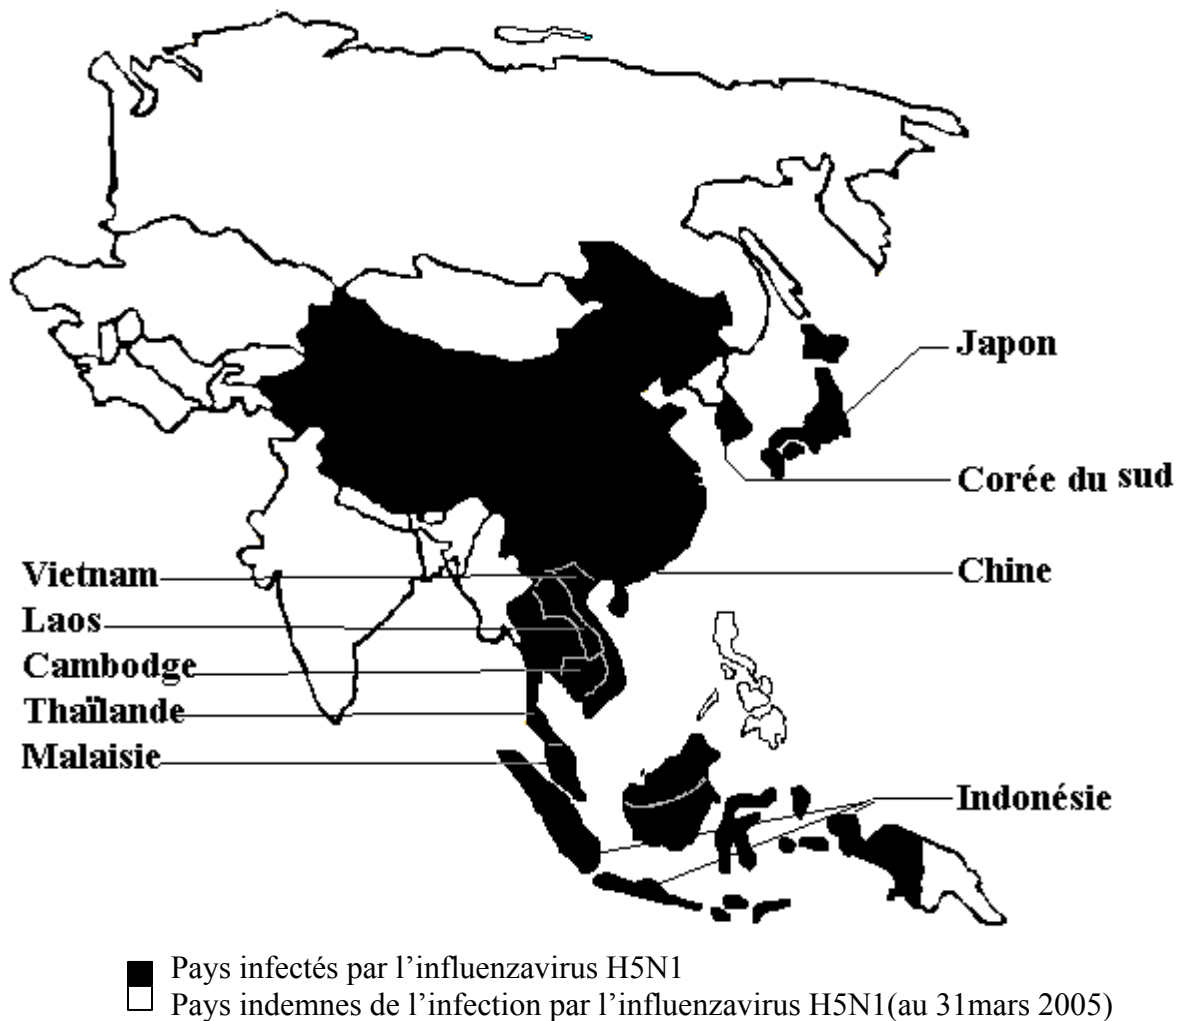 Japon
Corée du sud
Chine
Vietnam
Laos
Cambodge
Thaïlande
Malaisie
Indonésie
Pays infectés par l’influenzavirus H5N1
Pays indemnes de l’infection par l’influenzavirus H5N1(au 31mars 2005)